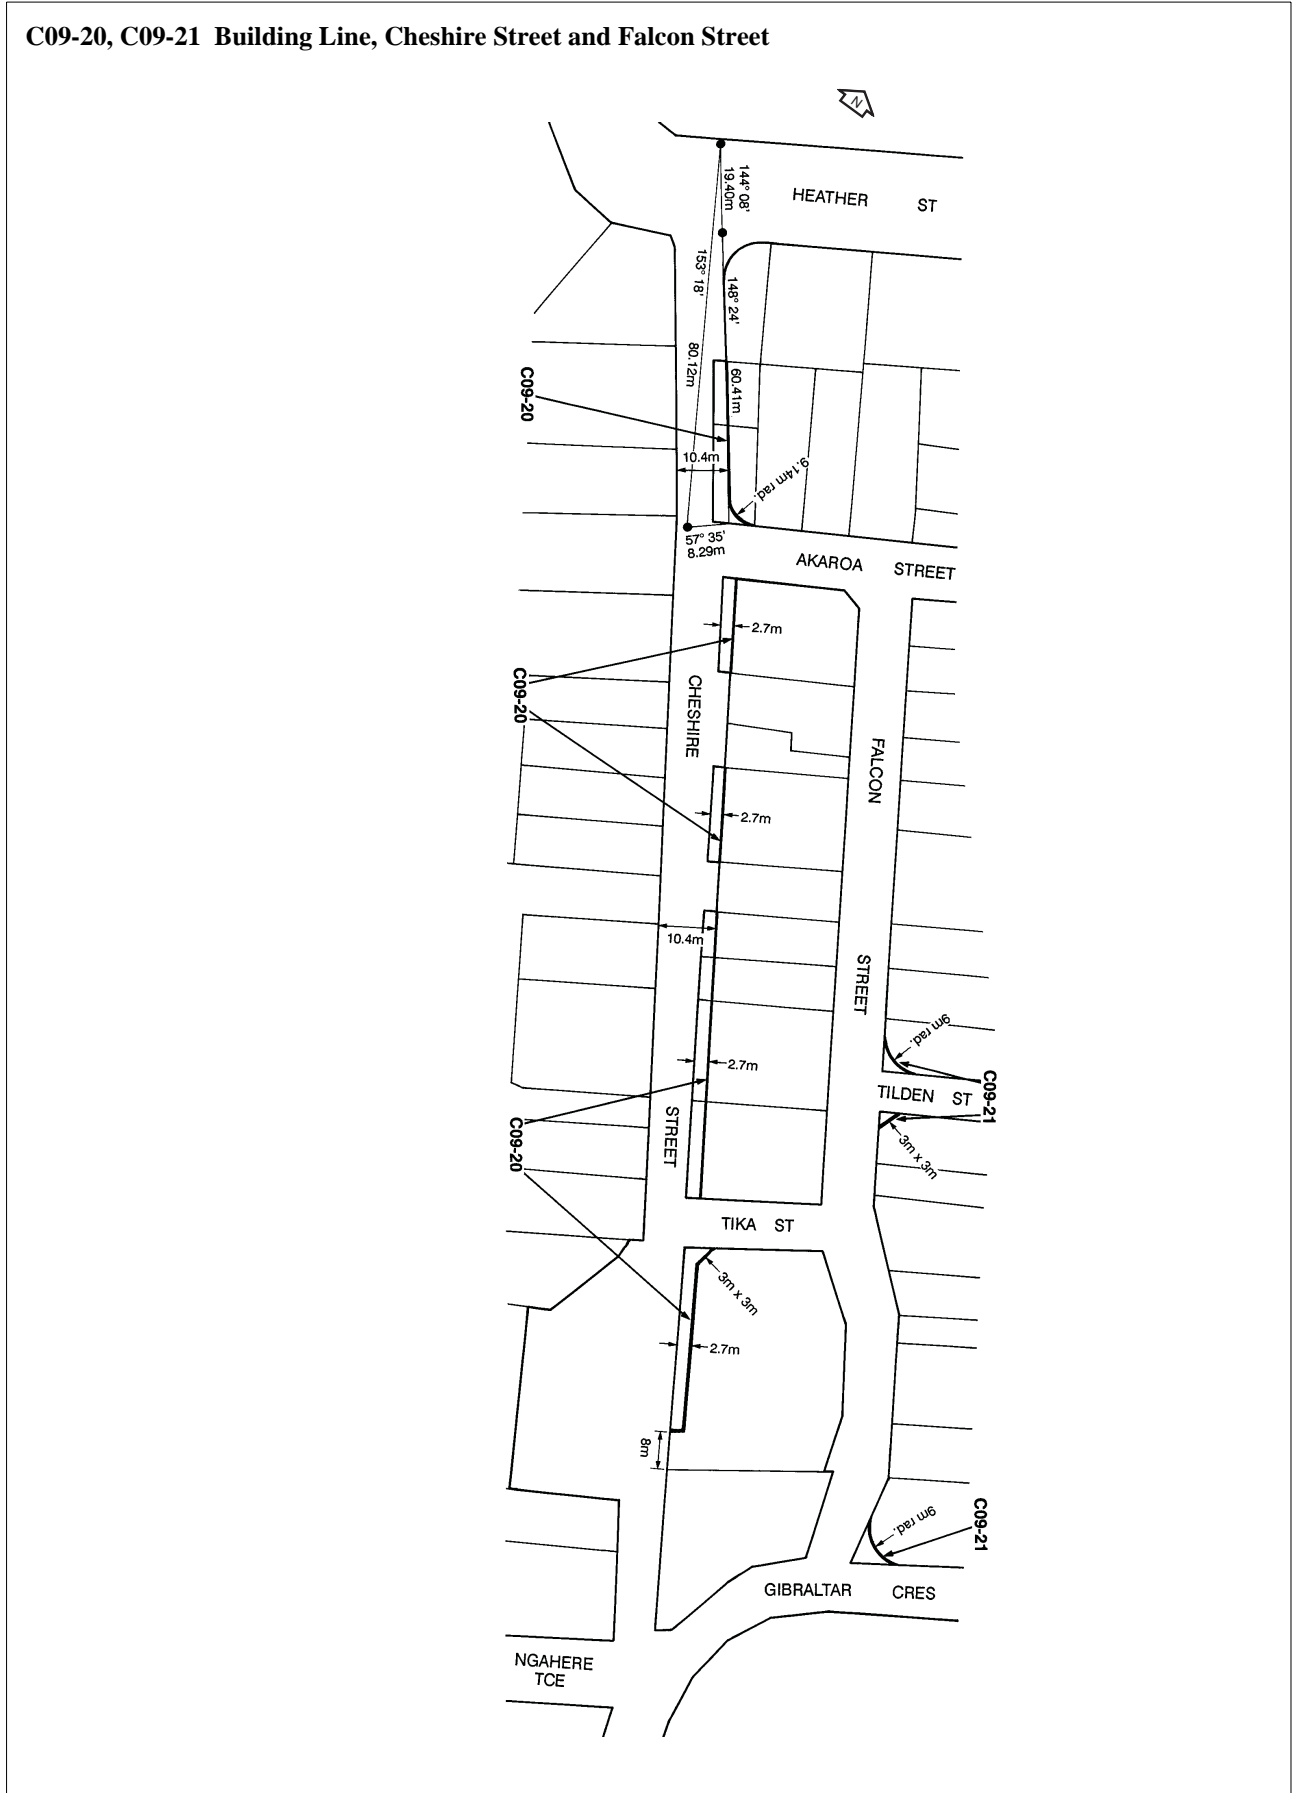 C09-20, C09-21 Building Line, Cheshire Street and Falcon Street
N
144° 08'
19.40m
HEATHER ST
153° 18'
80.12m
148° 24'
60.41m
C09-20
10.4m
9.14m rad.
57° 35'
8.29m
AKAROA STREET
2.7m
C09-20
CHESHIRE
FALCON
2.7m
10.4m
STREET
9m rad.
2.7m
C09-21
TILDEN ST
3m x 3m
STREET
C09-20
TIKA ST
3m x 3m
2.7m
8m
9m rad.
C09-21
GIBRALTAR CRES
NGAHERE
TCE